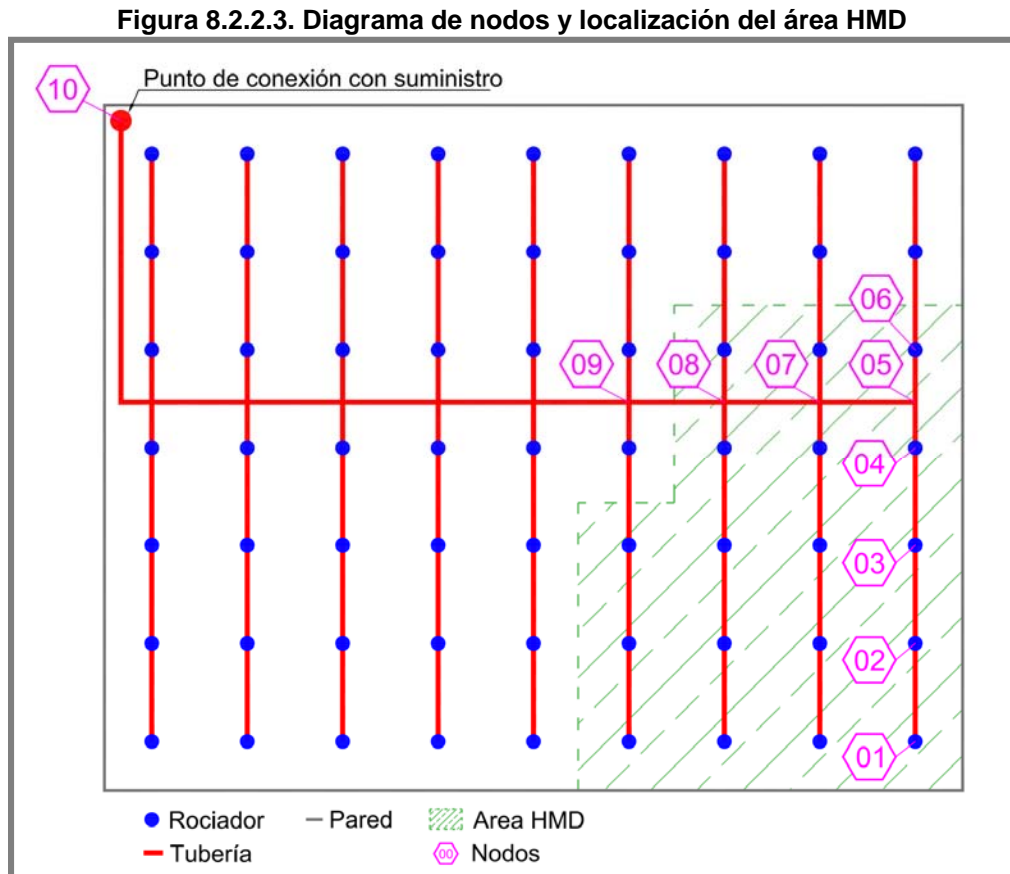 Figura 8.2.2.3. Diagrama de nodos y localización del área HMD
10
Punto de conexión con suministro
06
09
08
07
05
04
03
02
01
Rociador
Pared
Area HMD
Tubería
00
Nodos